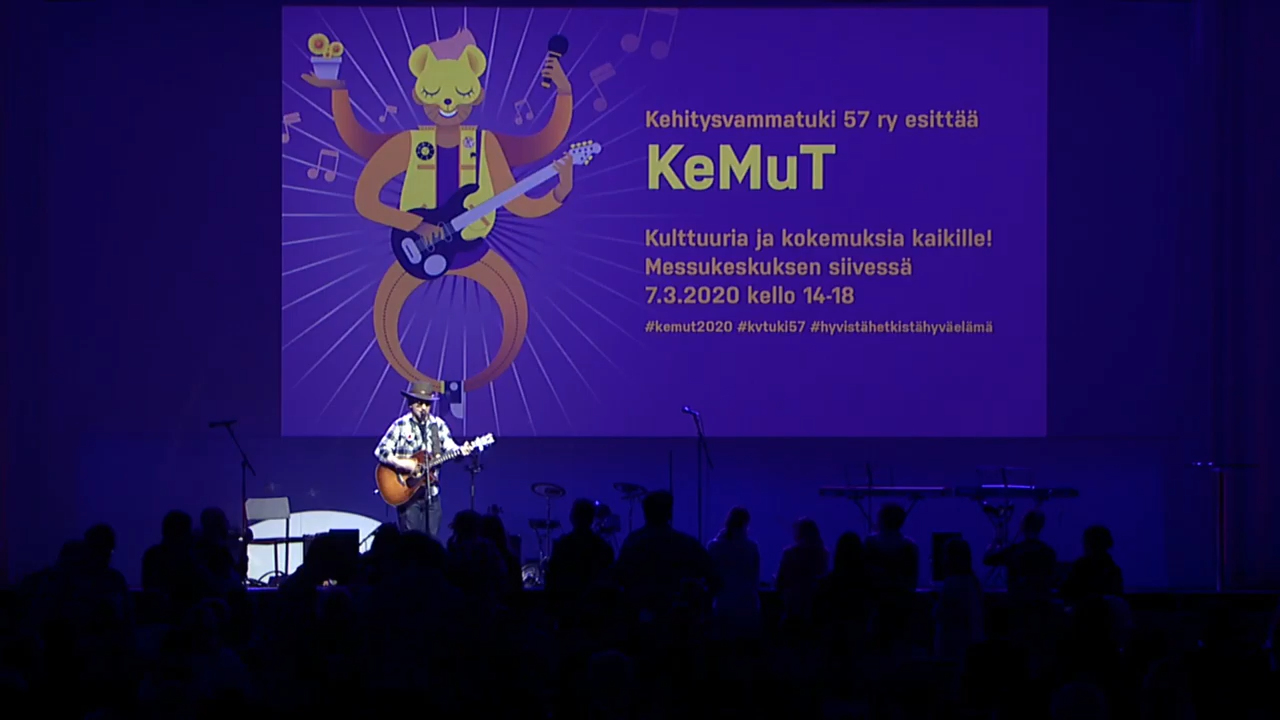 Kehitysvammatuki 57 ry esittää
KeMuT
Kulttuuria ja kokemuksia kaikille!
Messukeskuksen siivessä
7.3.2020 kello 14-18
#kemut2020 #kvtuki57 #hyvistähetkistähyväelämä